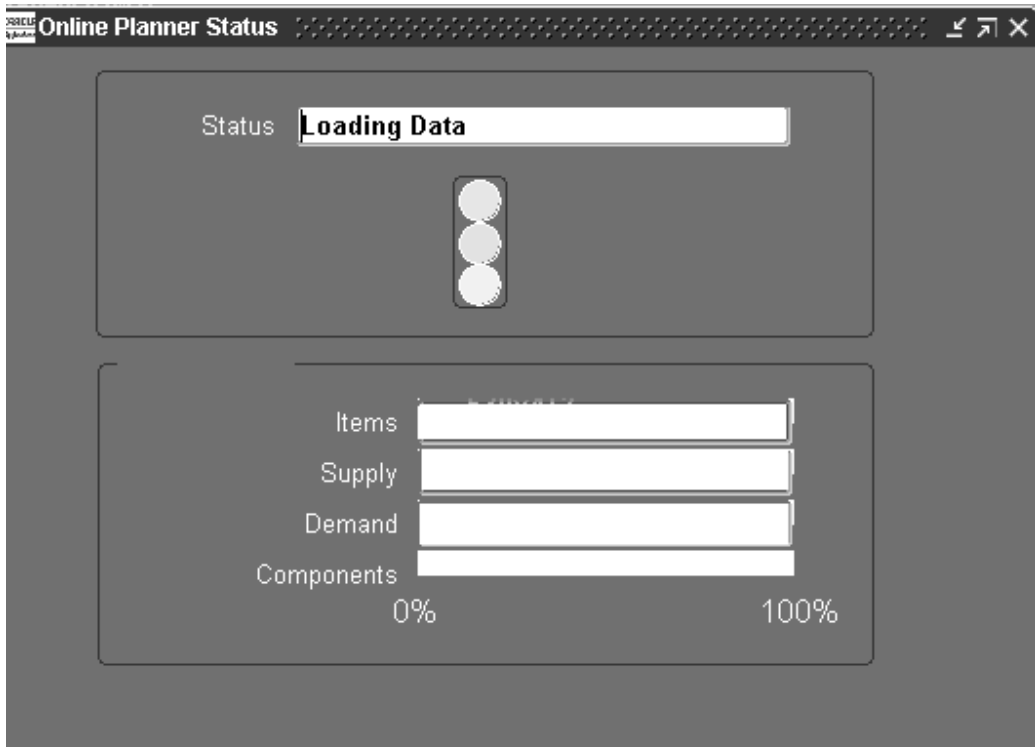 Online Planner Status
Status Loading Data
Items
Supply
Demand
Components
0% 100%